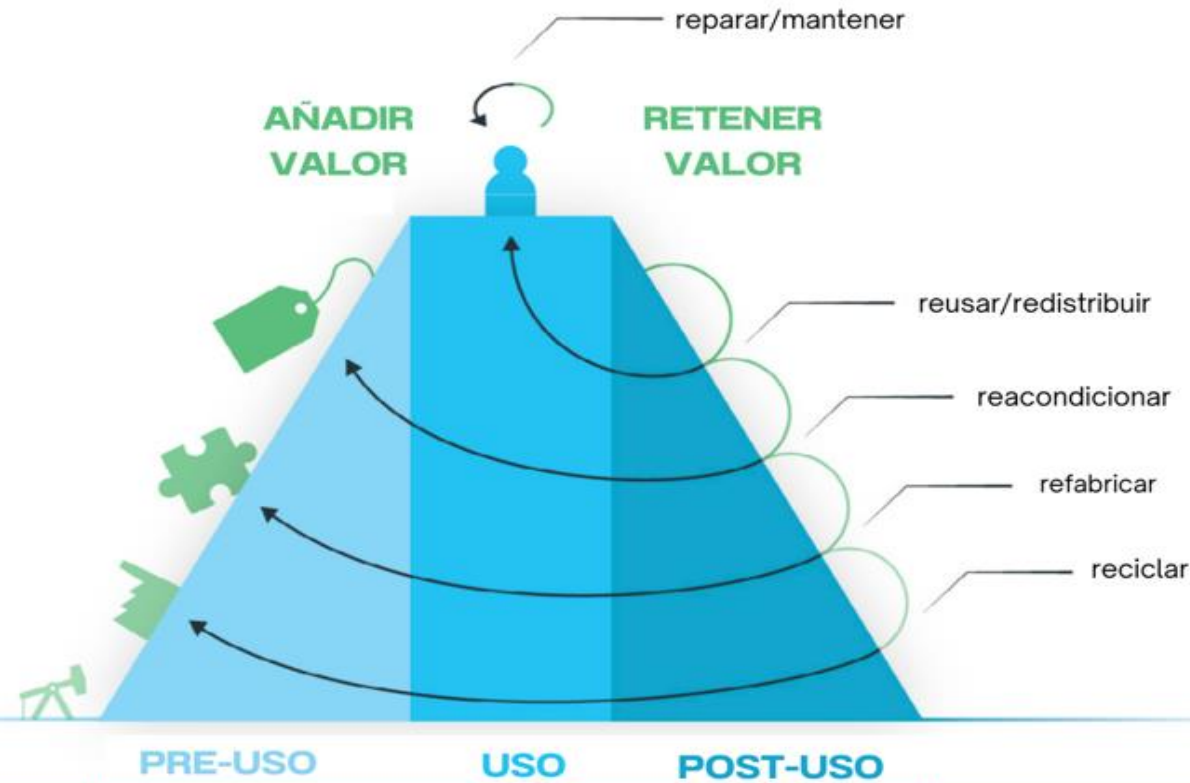 reparar/mantener
AÑADIR
VALOR
RETENER
VALOR
reusar/redistribuir
reacondicionar
refabricar
reciclar
PRE-USO
USO
POST-USO